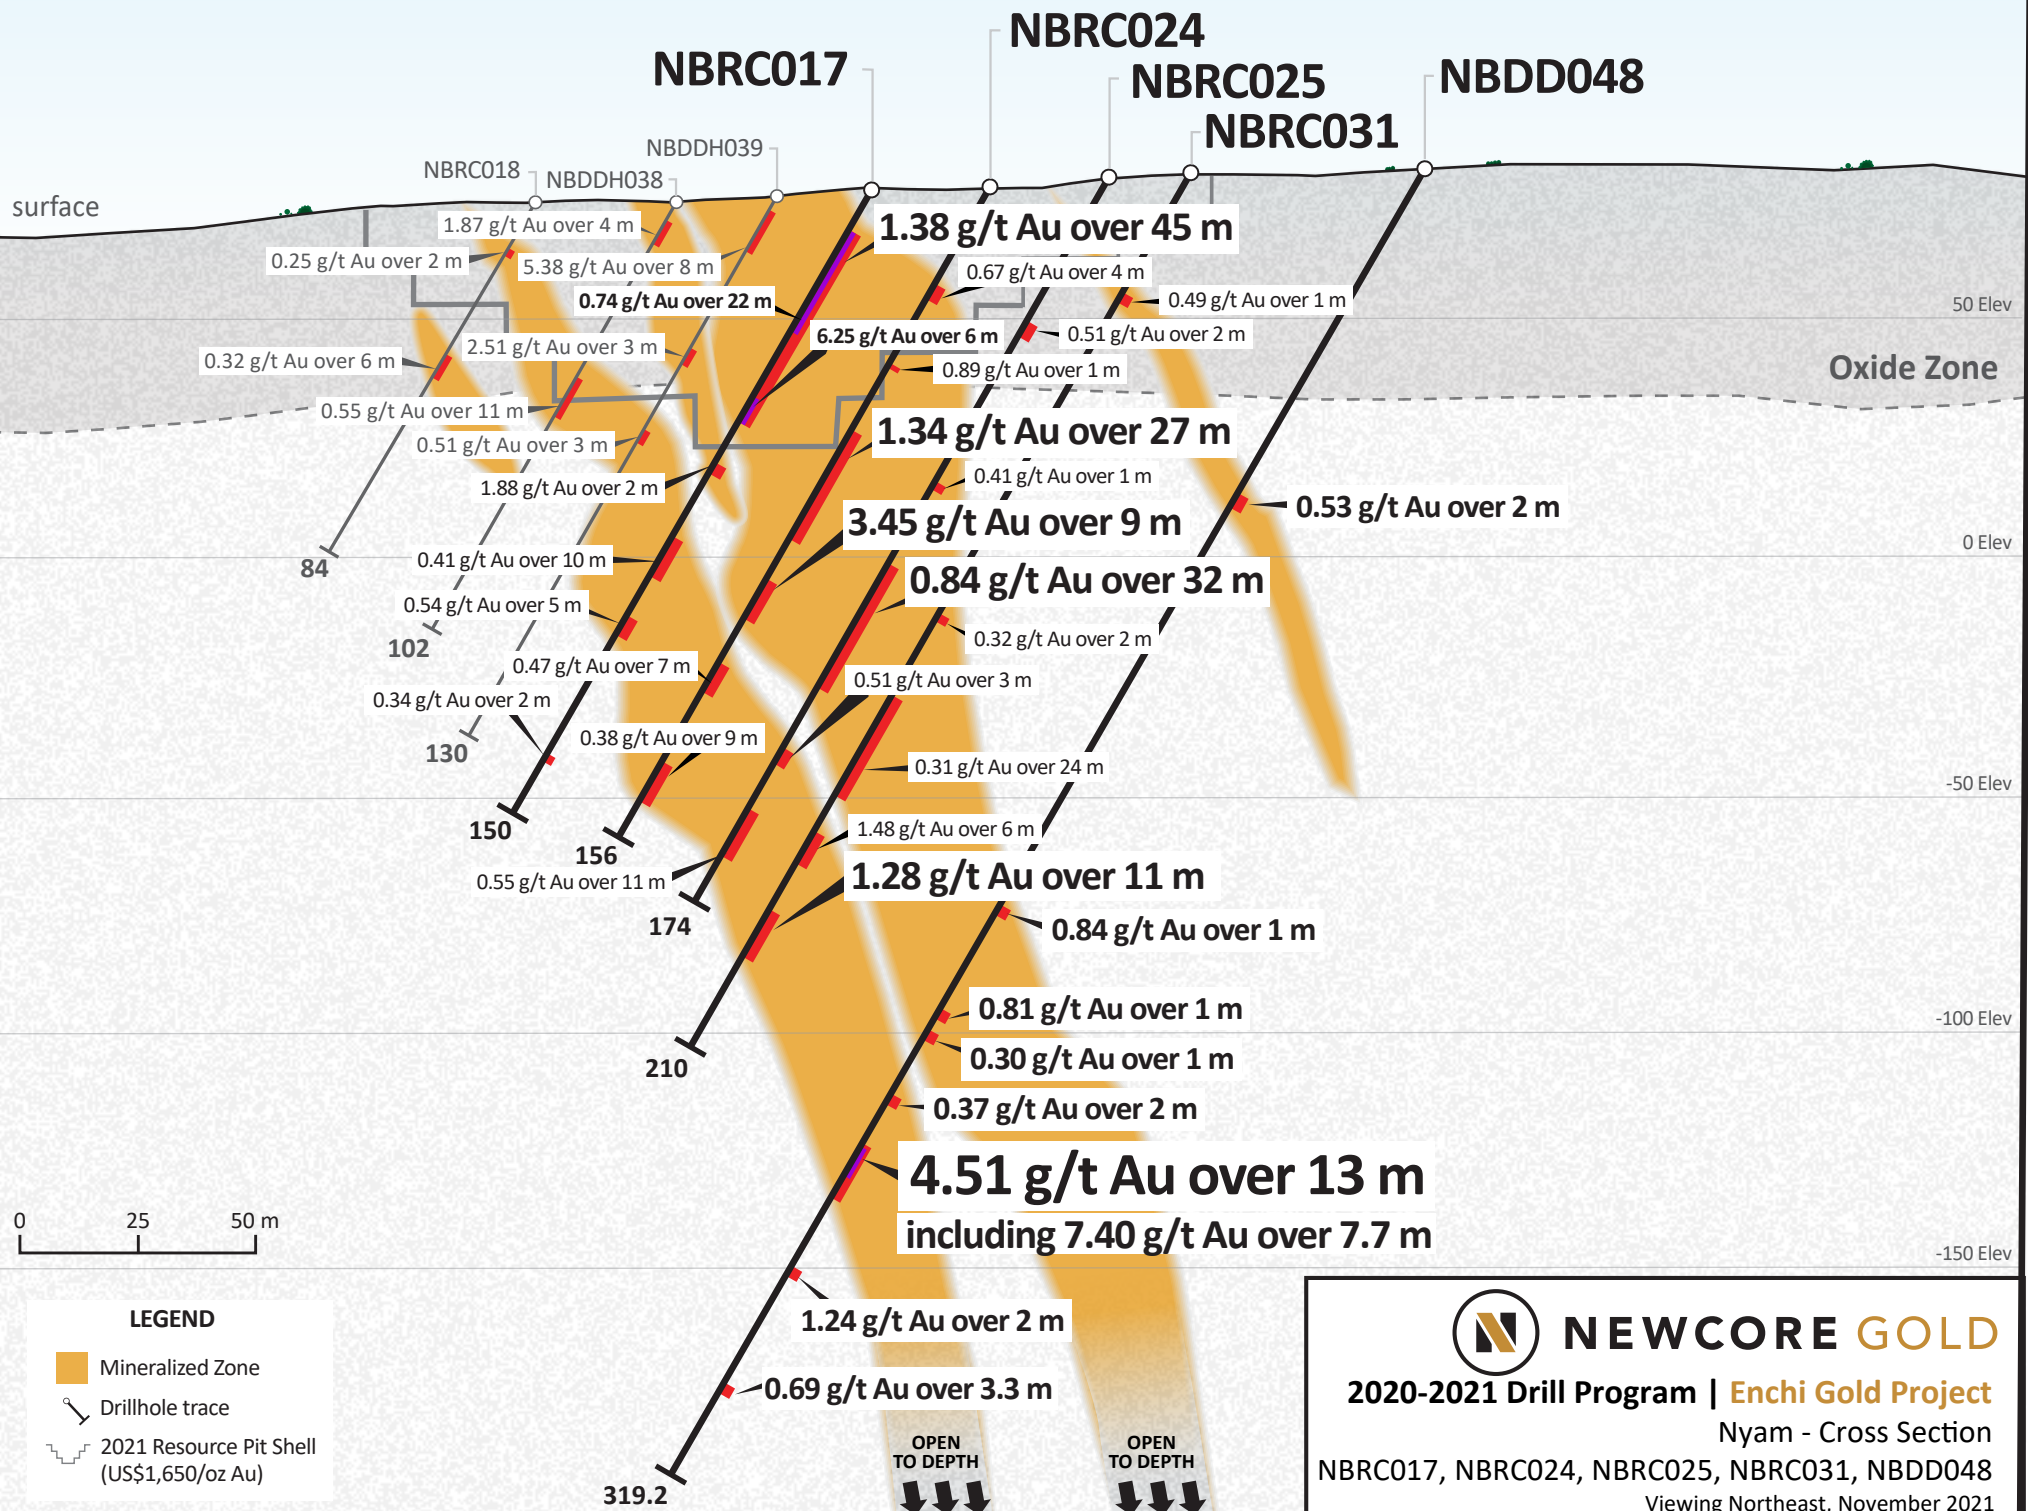 NBRC024
NBRC017
NBRC025
NBDD048
NBRC031
NBDDH039
NBRC018
NBDDH038
surface
1.87 g/t Au over 4 m
1.38 g/t Au over 45 m
0.25 g/t Au over 2 m
5.38 g/t Au over 8 m
0.67 g/t Au over 4 m
0.74 g/t Au over 22 m
0.49 g/t Au over 1 m
50 Elev
6.25 g/t Au over 6 m
0.51 g/t Au over 2 m
2.51 g/t Au over 3 m
0.32 g/t Au over 6 m
0.89 g/t Au over 1 m
Oxide Zone
0.55 g/t Au over 11 m
1.34 g/t Au over 27 m
0.51 g/t Au over 3 m
0.41 g/t Au over 1 m
1.88 g/t Au over 2 m
0.53 g/t Au over 2 m
3.45 g/t Au over 9 m
0 Elev
0.41 g/t Au over 10 m
84
0.84 g/t Au over 32 m
0.54 g/t Au over 5 m
0.32 g/t Au over 2 m
102
0.47 g/t Au over 7 m
0.51 g/t Au over 3 m
0.34 g/t Au over 2 m
0.38 g/t Au over 9 m
130
0.31 g/t Au over 24 m
-50 Elev
150
1.48 g/t Au over 6 m
156
1.28 g/t Au over 11 m
0.55 g/t Au over 11 m
174
0.84 g/t Au over 1 m
0.81 g/t Au over 1 m
-100 Elev
0.30 g/t Au over 1 m
210
0.37 g/t Au over 2 m
4.51 g/t Au over 13 m
including 7.40 g/t Au over 7.7 m
0 25 50 m
-150 Elev
1.24 g/t Au over 2 m
0.69 g/t Au over 3.3 m
LEGEND
Mineralized Zone
Drillhole trace
2021 Resource Pit Shell
(US$1,650/oz Au)
OPEN
TO DEPTH
OPEN
TO DEPTH
319.2
N NEWCORE GOLD
2020-2021 Drill Program | Enchi Gold Project
Nyam - Cross Section
NBRC017, NBRC024, NBRC025, NBRC031, NBDD048
Viewing Northeast, November 2021